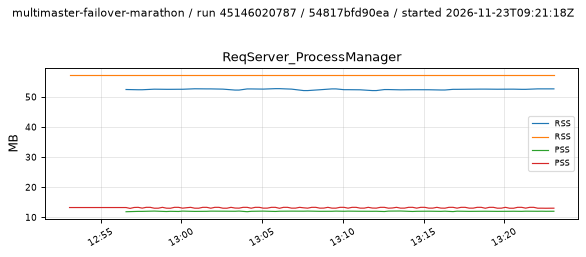 multimaster-failover-marathon / run 45146020787 / 54817bfd90ea / started 2026-11-23T09:21:18Z
ReqServer_ProcessManager
MB
50
40
30
20
10
RSS
RSS
PSS
PSS
12:55
13:00
13:05
13:10
13:15
13:20